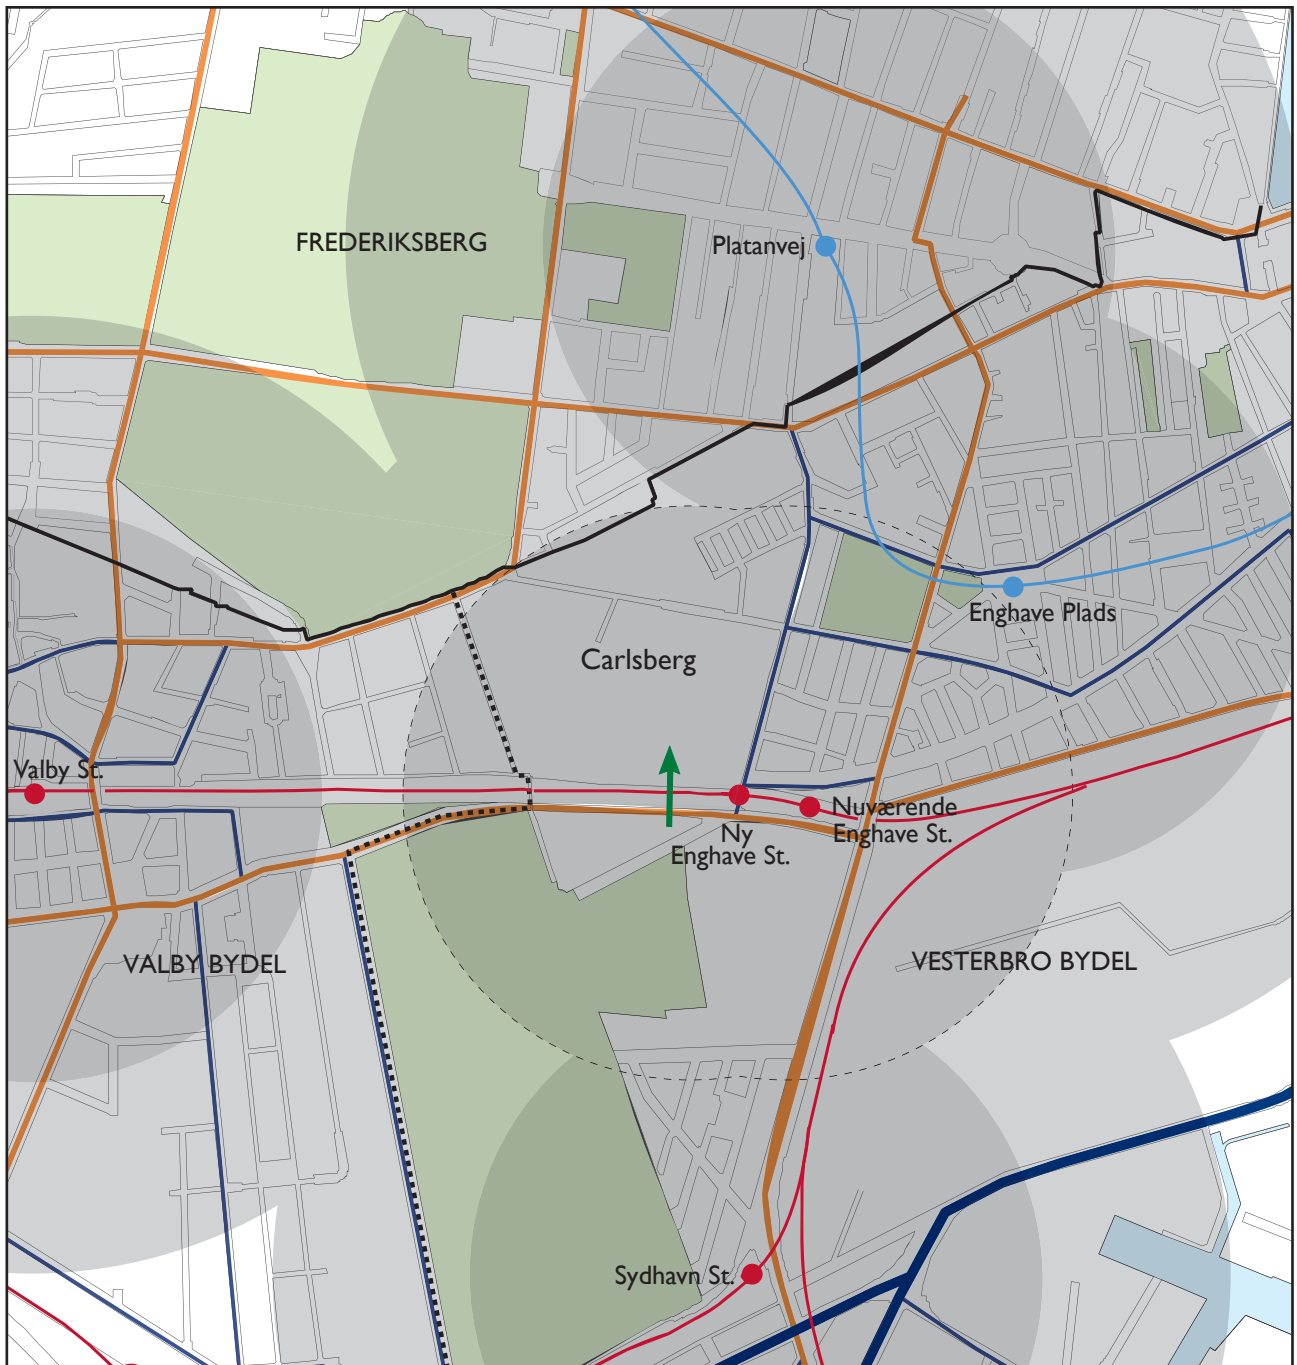 FREDERIKSBERG
Platanvej
Enghave Plads
Carlsberg
Valby St.
Nuværende
Enghave St.
Ny
Enghave St.
VALBY BYDEL
VESTERBRO BYDEL
Sydhavn St.